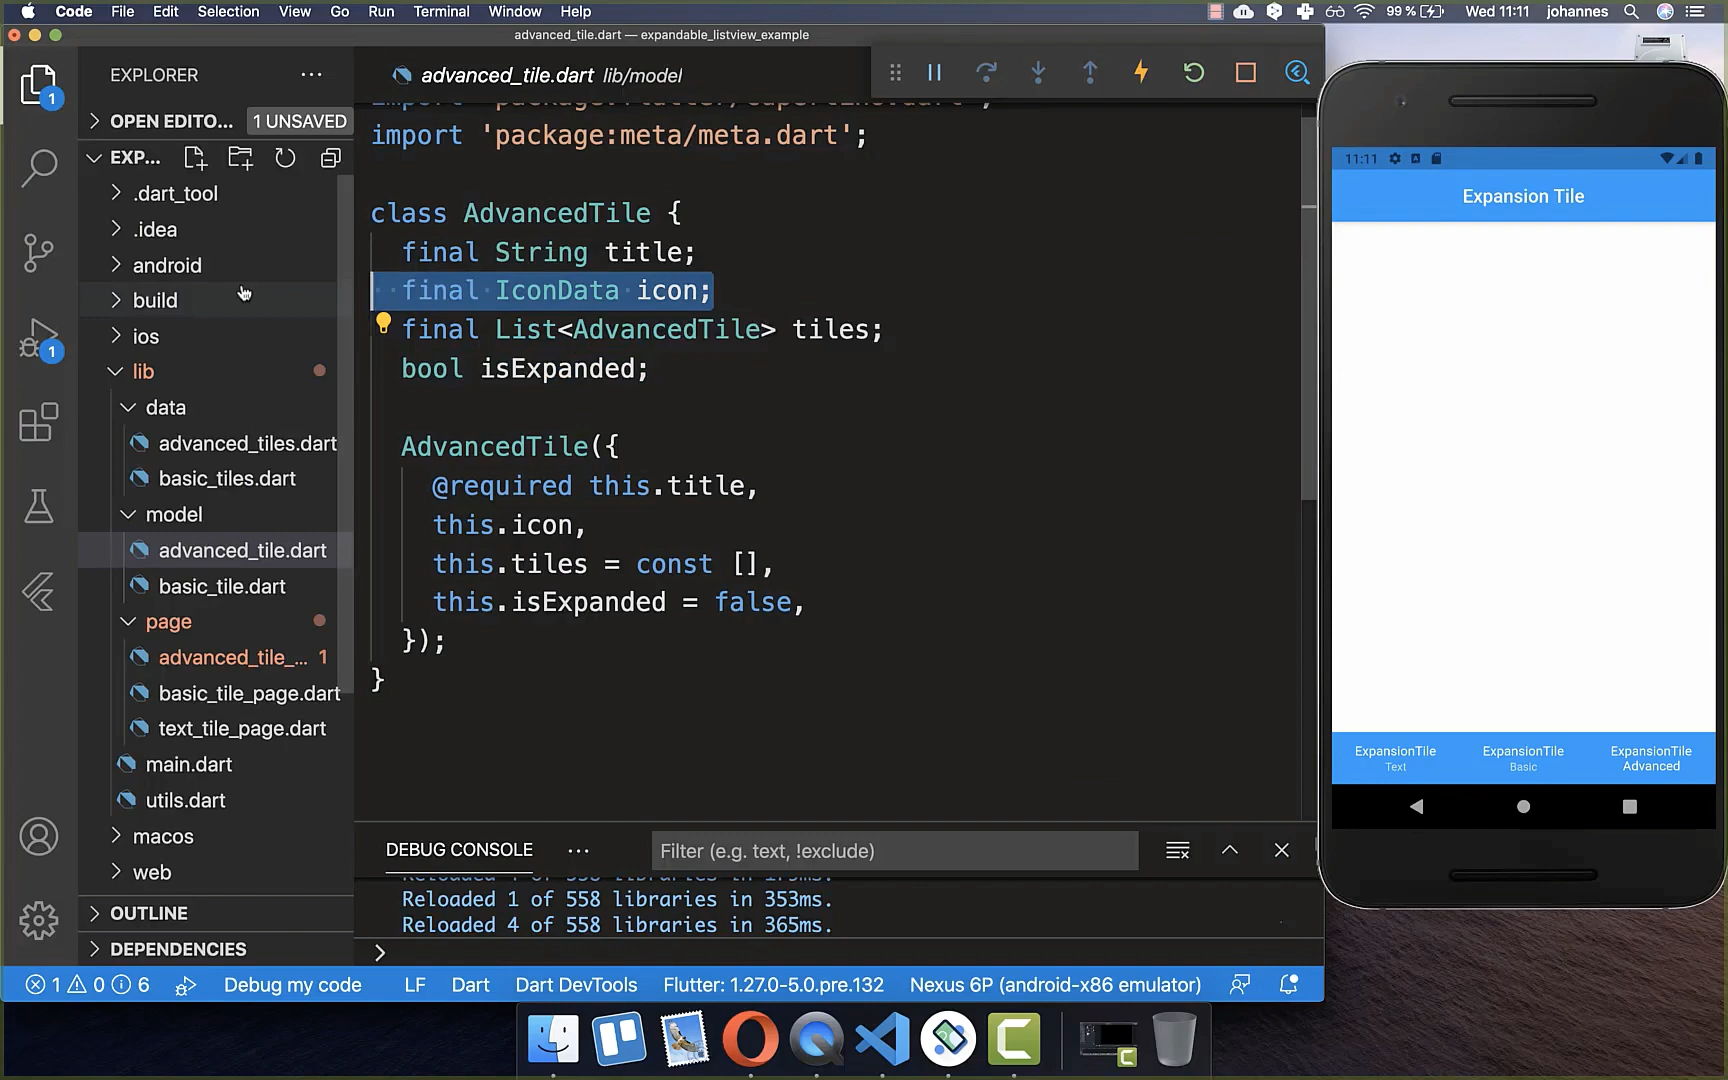 Code File Edit Selection View Go Run Terminal Window Help
99 % Wed 11:11 johannes
advanced_tile.dart — expandable_listview_example
EXPLORER
advanced_tile.dart lib/model
OPEN EDITO... 1 UNSAVED
EXP...
.dart_tool
.idea
android
build
ios
lib
data
advanced_tiles.dart
basic_tiles.dart
model
advanced_tile.dart
basic_tile.dart
page
advanced_tile_... 1
basic_tile_page.dart
text_tile_page.dart
main.dart
utils.dart
macos
web
OUTLINE
DEPENDENCIES
1
1
import 'package:meta/meta.dart';
class AdvancedTile {
final String title;
final IconData icon;
final List<AdvancedTile> tiles;
bool isExpanded;
AdvancedTile({
@required this.title,
this.icon,
this.tiles = const [],
this.isExpanded = false,
});
}
DEBUG CONSOLE
Filter (e.g. text, !exclude)
Reloaded 1 of 558 libraries in 353ms.
Reloaded 4 of 558 libraries in 365ms.
1 0 6 Debug my code LF Dart Dart DevTools Flutter: 1.27.0-5.0.pre.132 Nexus 6P (android-x86 emulator)
11:11
Expansion Tile
ExpansionTile
Text
ExpansionTile
Basic
ExpansionTile
Advanced